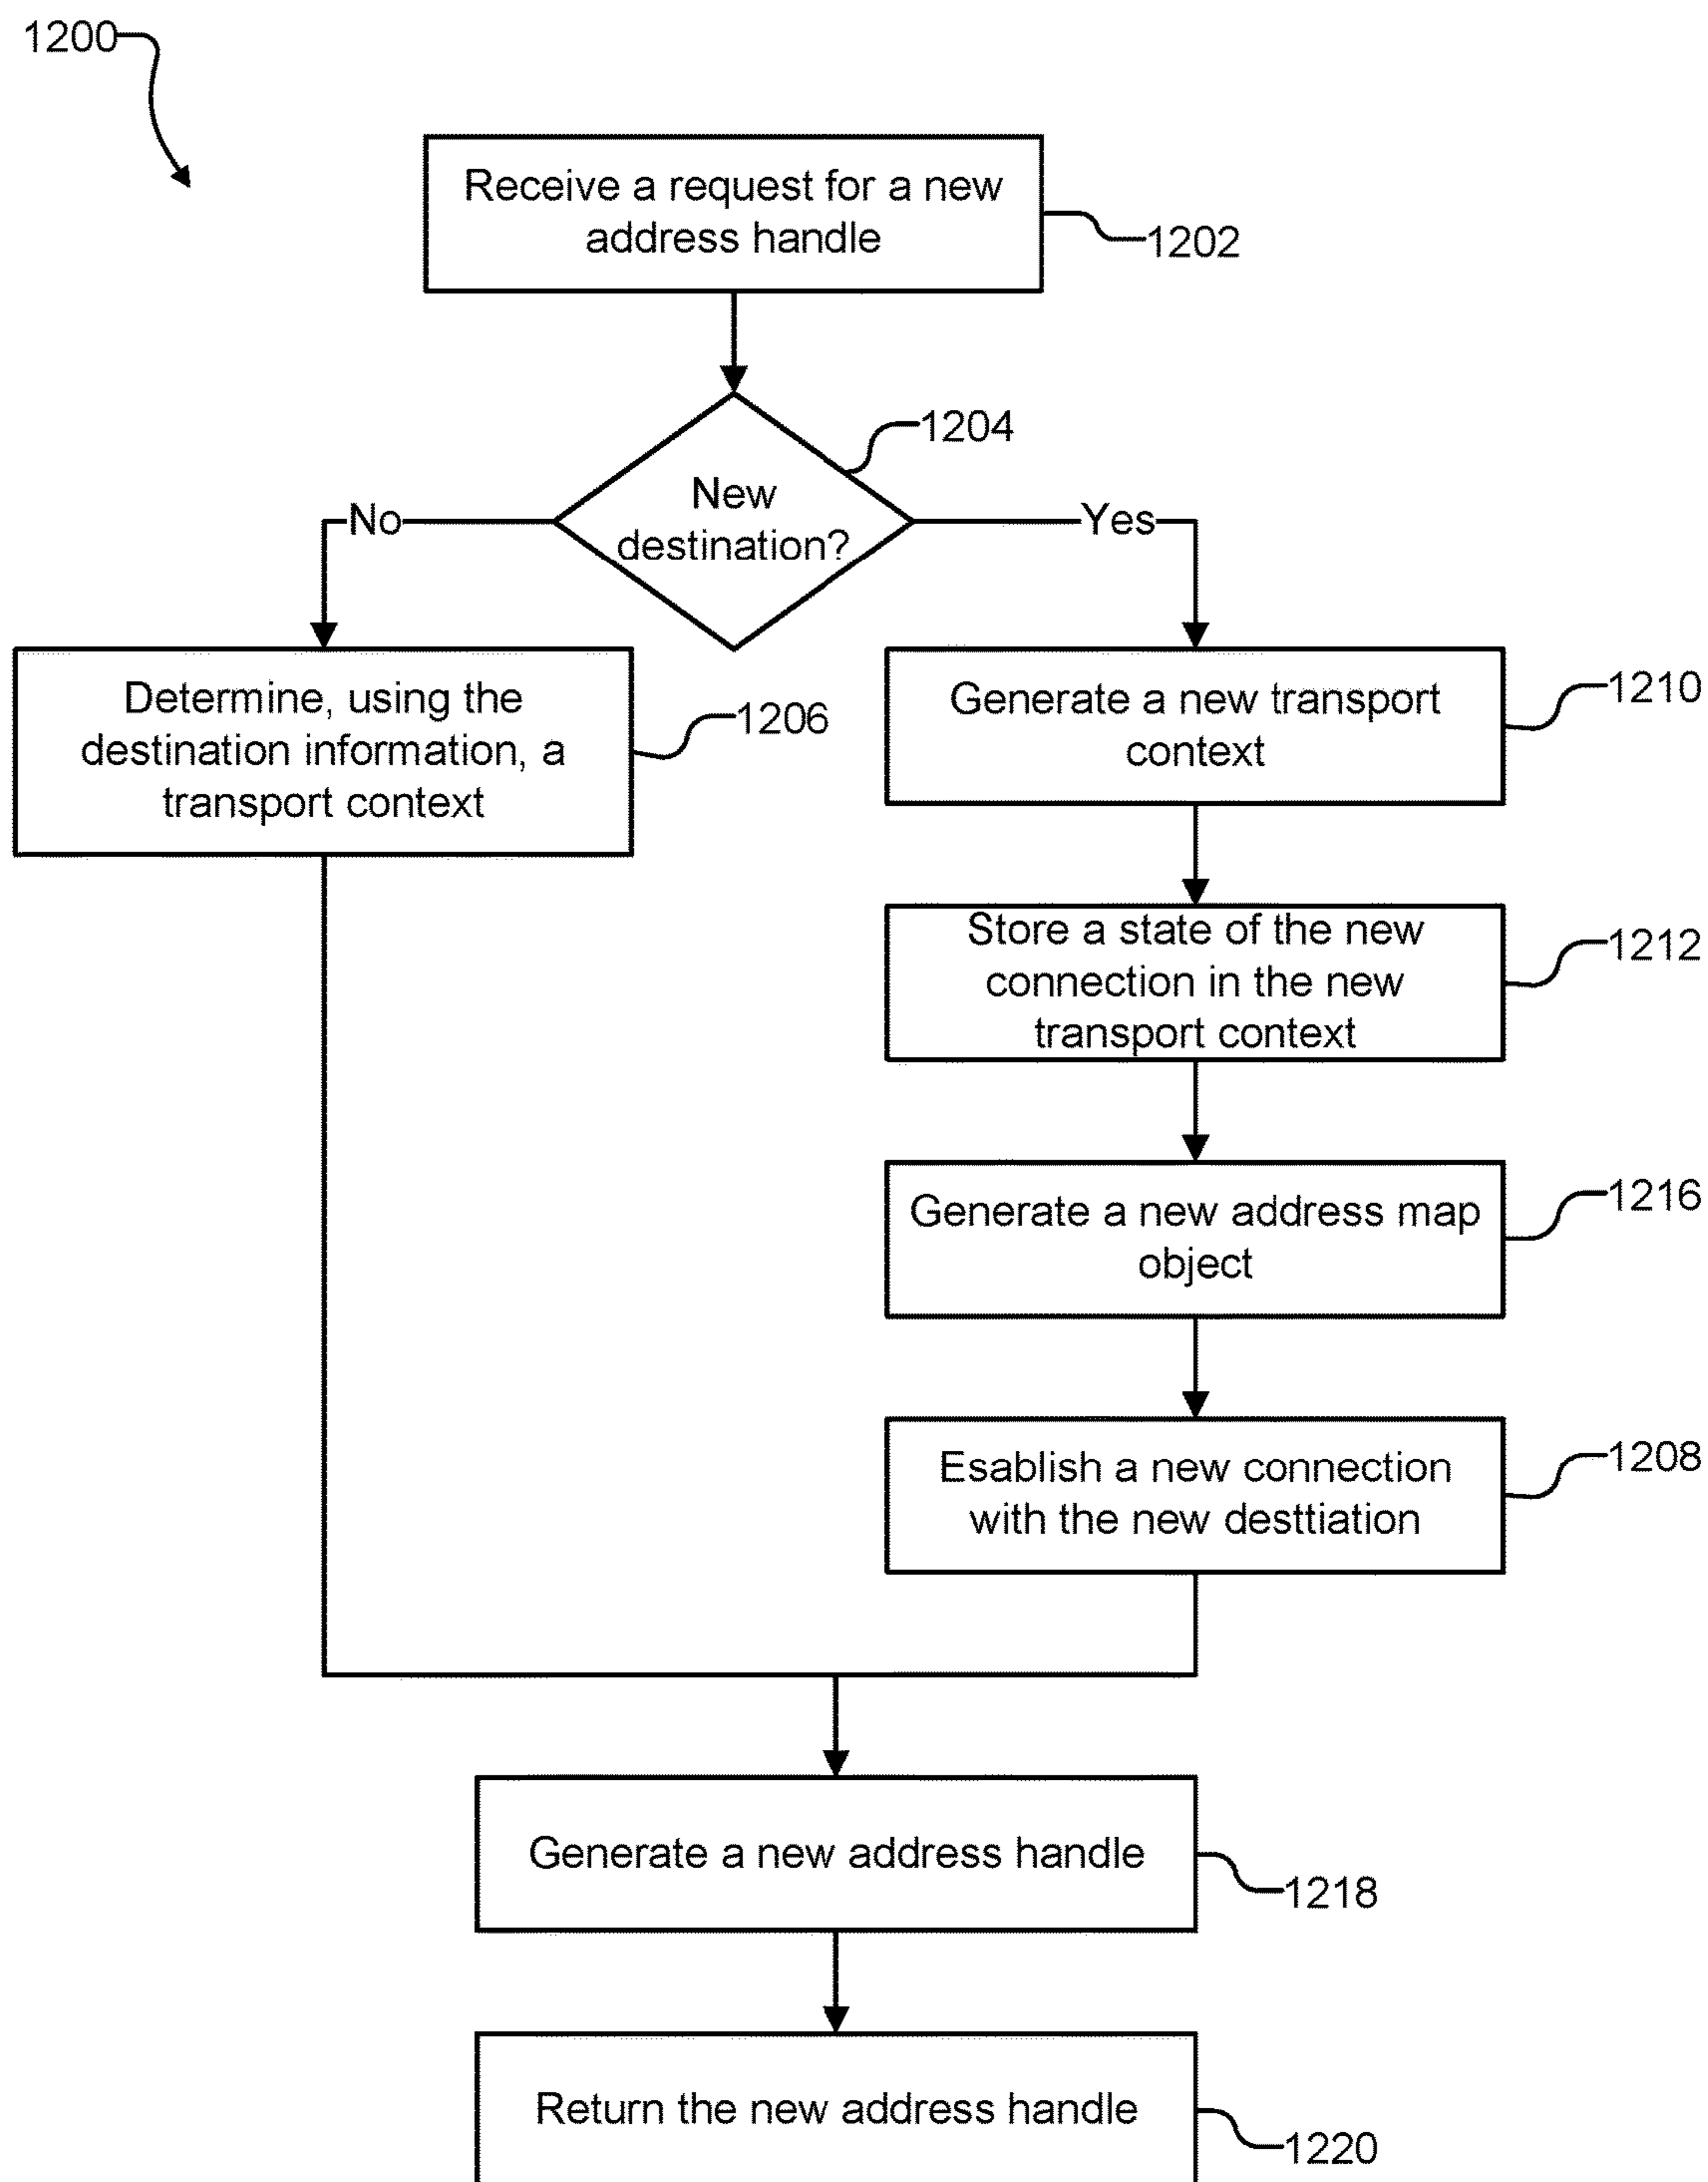 1200
Receive a request for a new
address handle
1202
1204
New
destination?
No
Yes
Determine, using the
destination information, a
transport context
1206
Generate a new transport
context
1210
Store a state of the new
connection in the new
transport context
1212
Generate a new address map
object
1216
Esablish a new connection
with the new desttiation
1208
Generate a new address handle
1218
Return the new address handle
1220